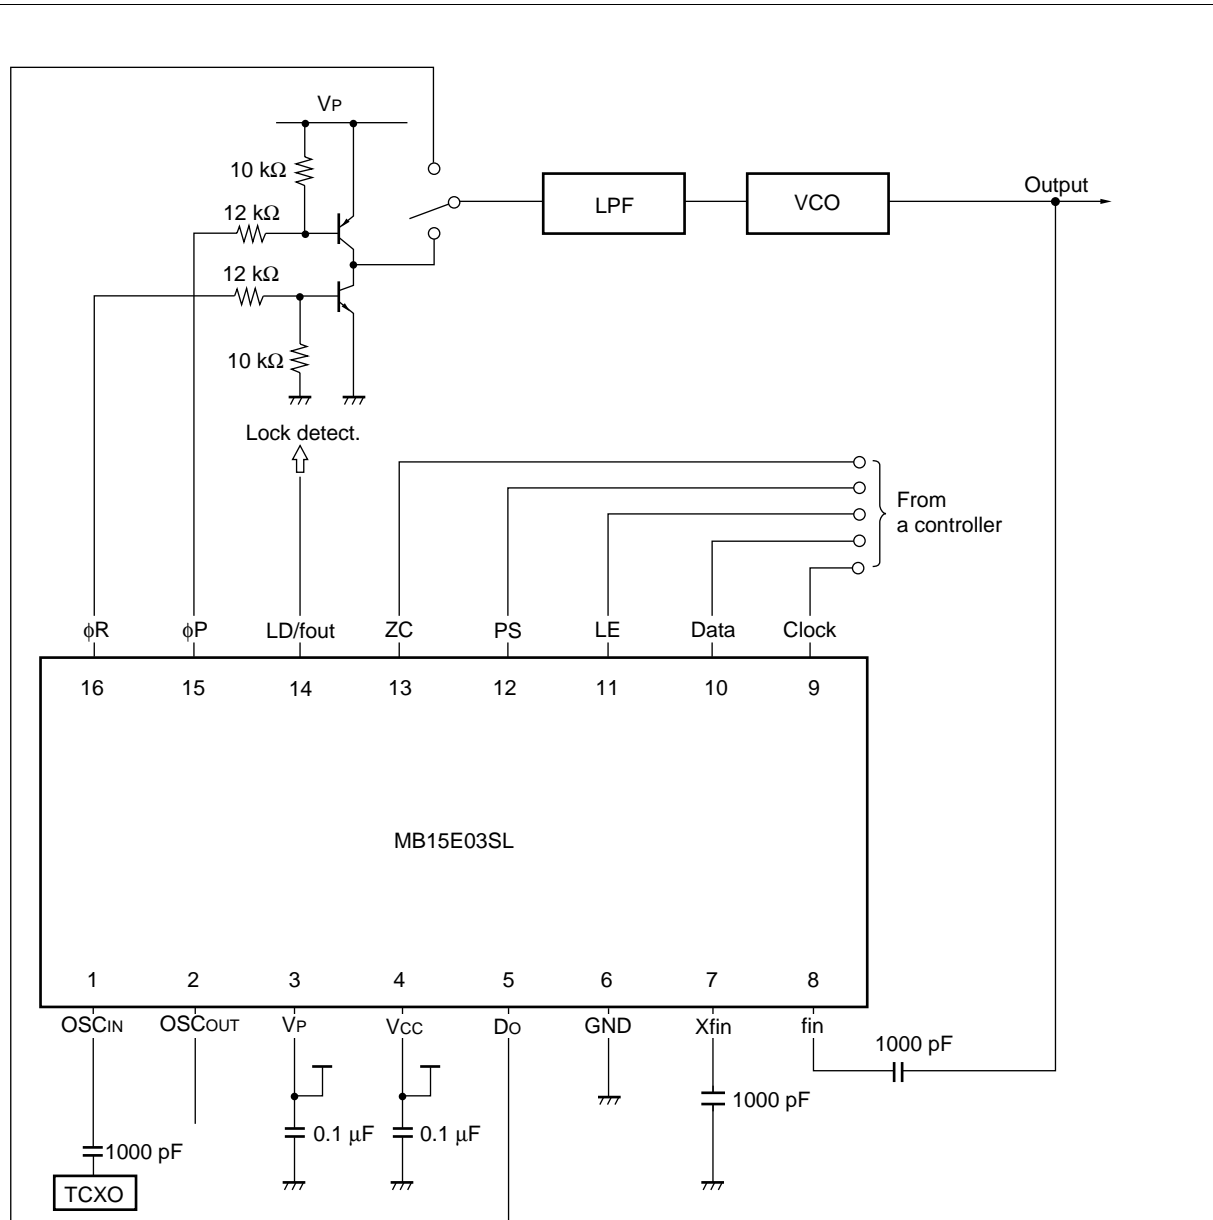 VP
10 kΩ
12 kΩ
12 kΩ
10 kΩ
LPF
VCO
Output
Lock detect.
From
a controller
φR
φP
LD/fout
ZC
PS
LE
Data
Clock
16
15
14
13
12
11
10
9
MB15E03SL
1
2
3
4
5
6
7
8
OSCIN
OSCOUT
VP
VCC
DO
GND
Xfin
fin
1000 pF
1000 pF
0.1 μF
0.1 μF
1000 pF
TCXO